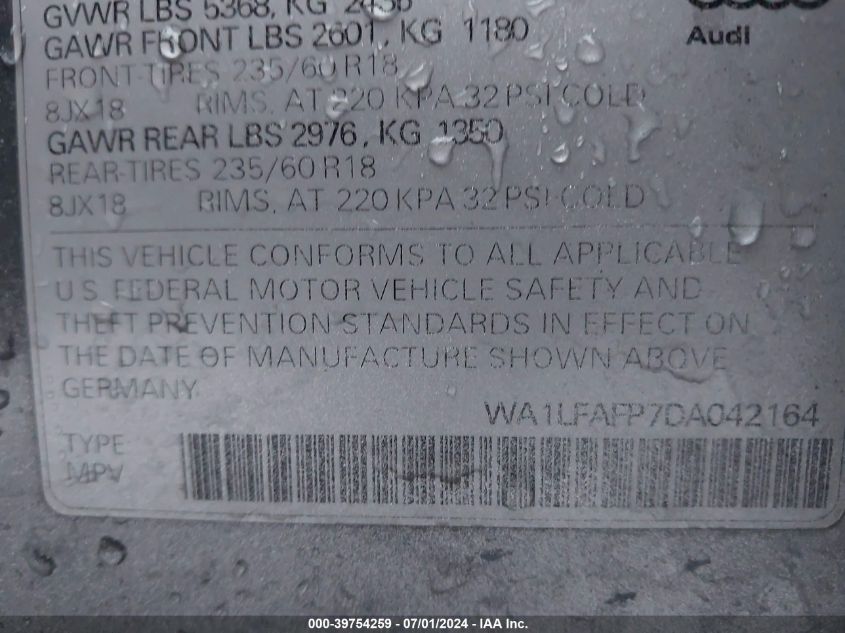 GVWR LBS 5368, KG 2435
GAWR FRONT LBS 2601, KG 1180
Audi
FRONT-TIRES 235/60 R18
8JX18 RIMS, AT 220 KPA 32 PSI COLD
GAWR REAR LBS 2976, KG 1350
REAR-TIRES 235/60 R18
8JX18 RIMS, AT 220 KPA 32 PSI COLD
THIS VEHICLE CONFORMS TO ALL APPLICABLE
U.S. FEDERAL MOTOR VEHICLE SAFETY AND
THEFT PREVENTION STANDARDS IN EFFECT ON
THE DATE OF MANUFACTURE SHOWN ABOVE
GERMANY
WA1LFAFP7DA042164
TYPE
MPV
000-39754259 - 07/01/2024 - IAAI Inc.